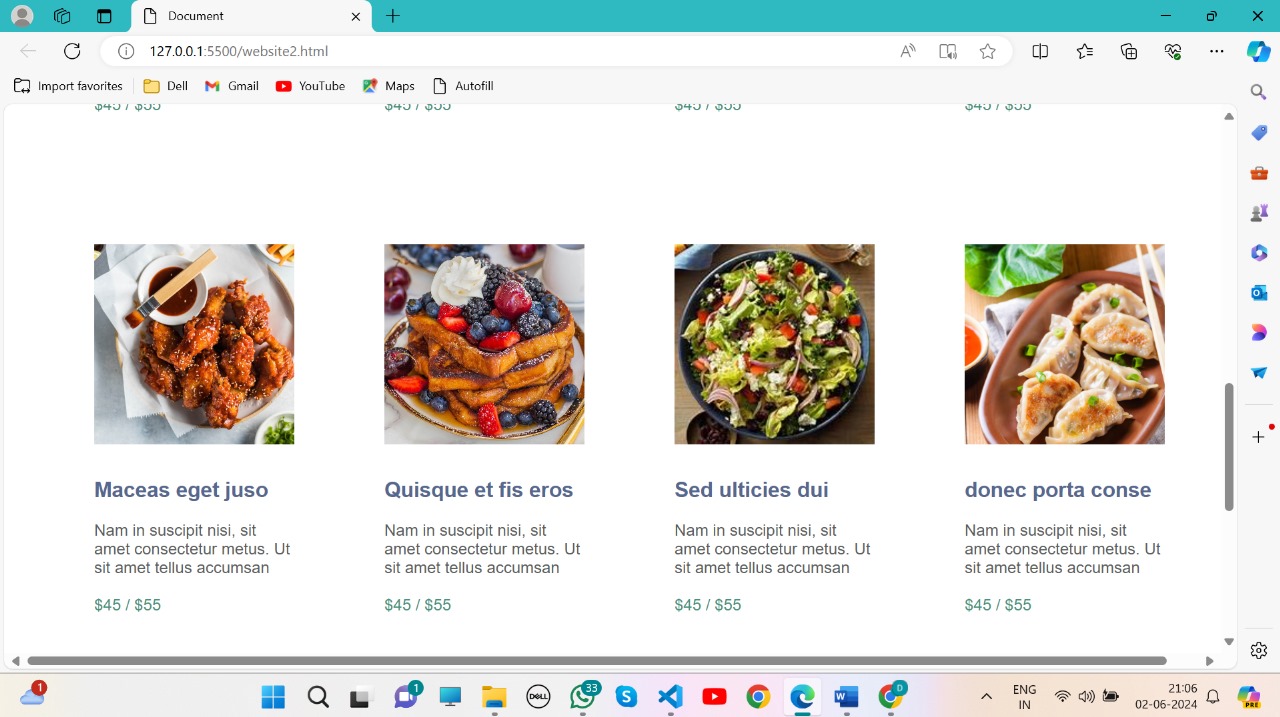 Document
127.0.0.1:5500/website2.html
Import favorites Dell Gmail YouTube Maps Autofill
$45 / $55 $45 / $55 $45 / $55 $45 / $55
Maceas eget juso
Nam in suscipit nisi, sit
amet consectetur metus. Ut
sit amet tellus accumsan
$45 / $55
Quisque et fis eros
Nam in suscipit nisi, sit
amet consectetur metus. Ut
sit amet tellus accumsan
$45 / $55
Sed ulticies dui
Nam in suscipit nisi, sit
amet consectetur metus. Ut
sit amet tellus accumsan
$45 / $55
donec porta conse
Nam in suscipit nisi, sit
amet consectetur metus. Ut
sit amet tellus accumsan
$45 / $55
1
1
DELL
33
D
ENG
IN
21:06
02-06-2024
PRE